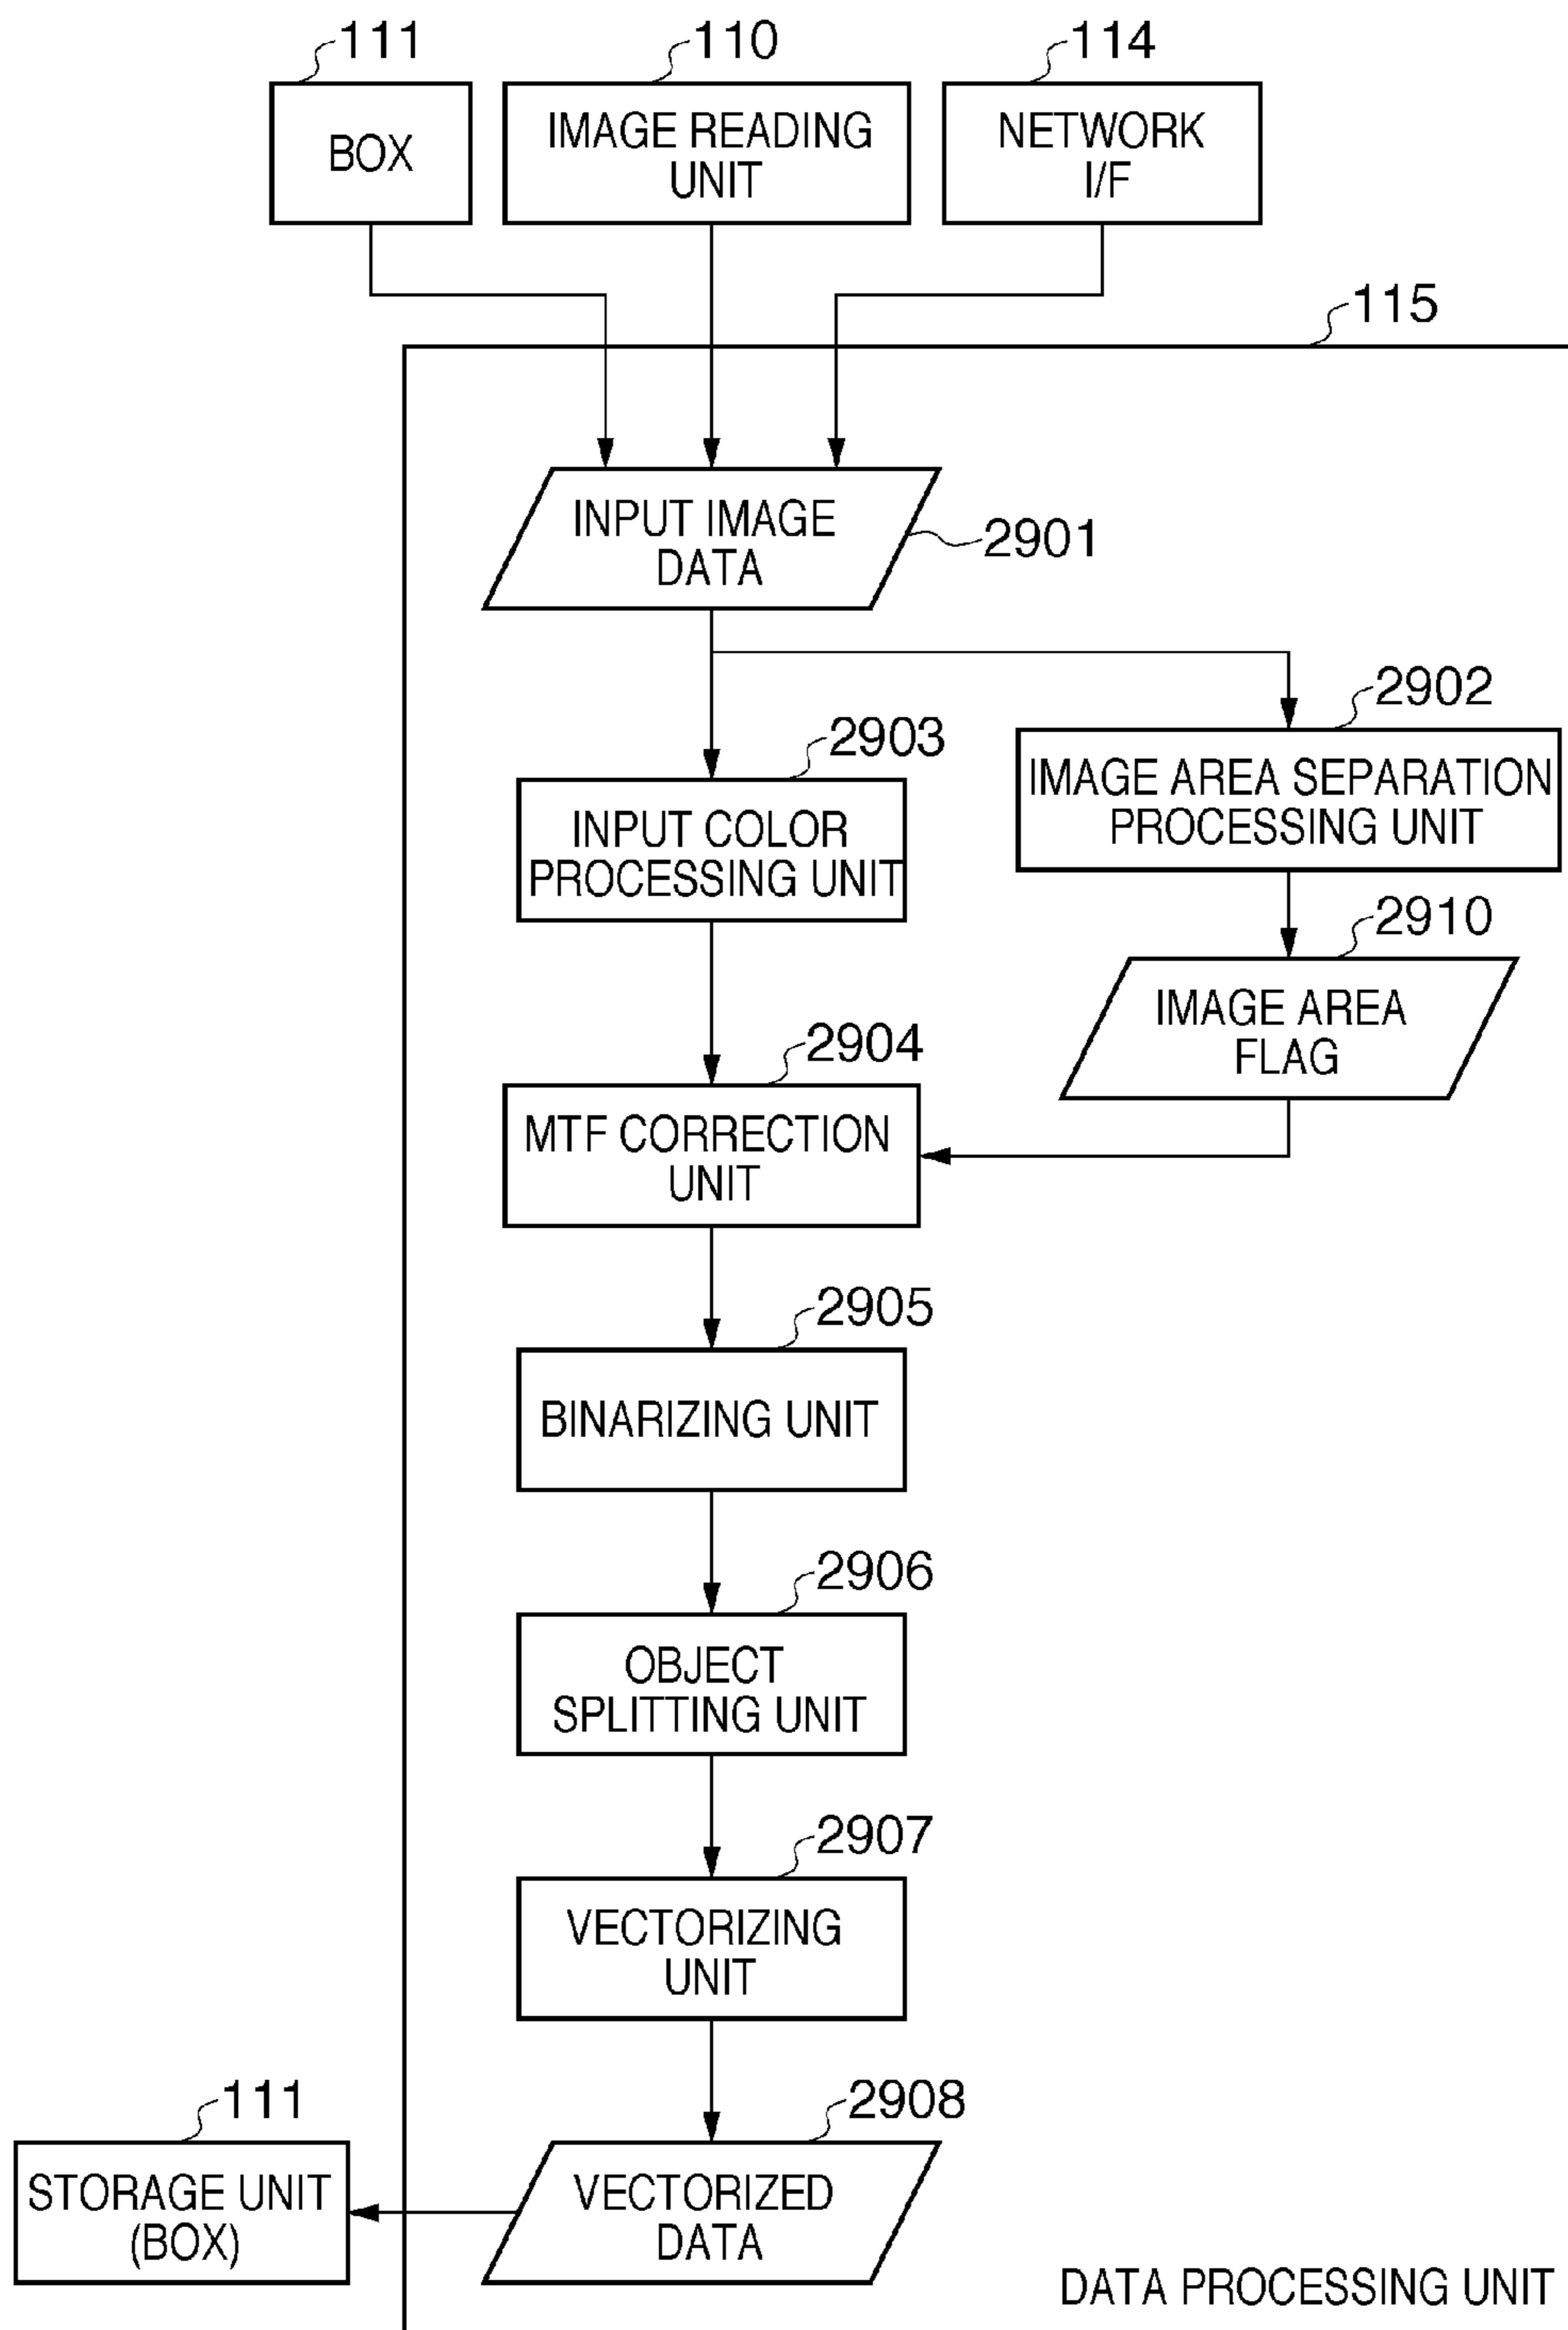 111
110
114
BOX
IMAGE READING
UNIT
NETWORK
I/F
115
INPUT IMAGE
DATA
2901
2902
2903
IMAGE AREA SEPARATION
PROCESSING UNIT
INPUT COLOR
PROCESSING UNIT
2910
IMAGE AREA
FLAG
2904
MTF CORRECTION
UNIT
2905
BINARIZING UNIT
2906
OBJECT
SPLITTING UNIT
2907
VECTORIZING
UNIT
111
2908
STORAGE UNIT
(BOX)
VECTORIZED
DATA
DATA PROCESSING UNIT